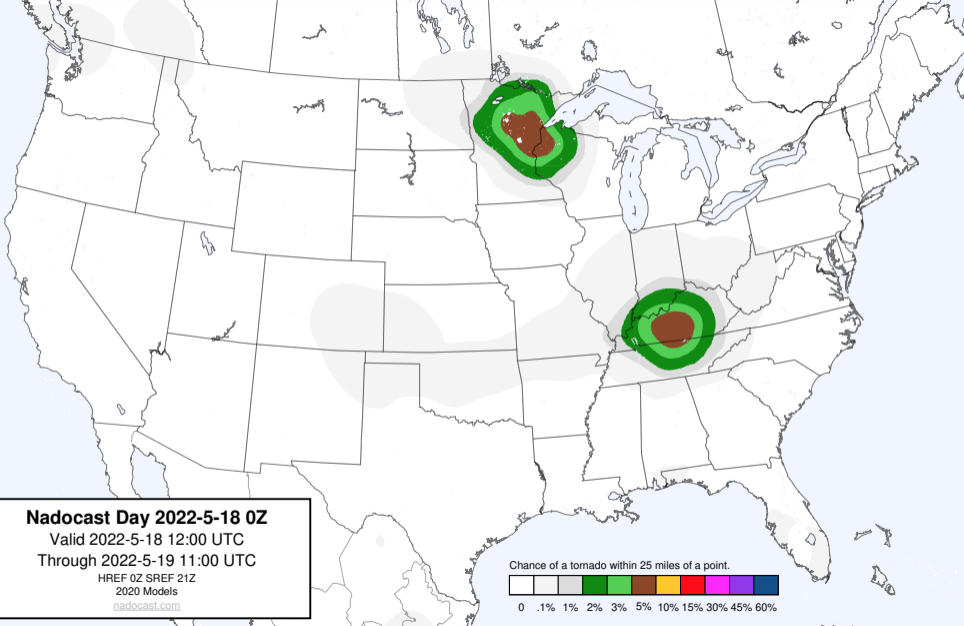 Nadocast Day 2022-5-18 0Z
Valid 2022-5-18 12:00 UTC
Through 2022-5-19 11:00 UTC
HREF 0Z SREF 21Z
2020 Models
nadocast.com
Chance of a tornado within 25 miles of a point.
0 .1% 1% 2% 3% 5% 10% 15% 30% 45% 60%